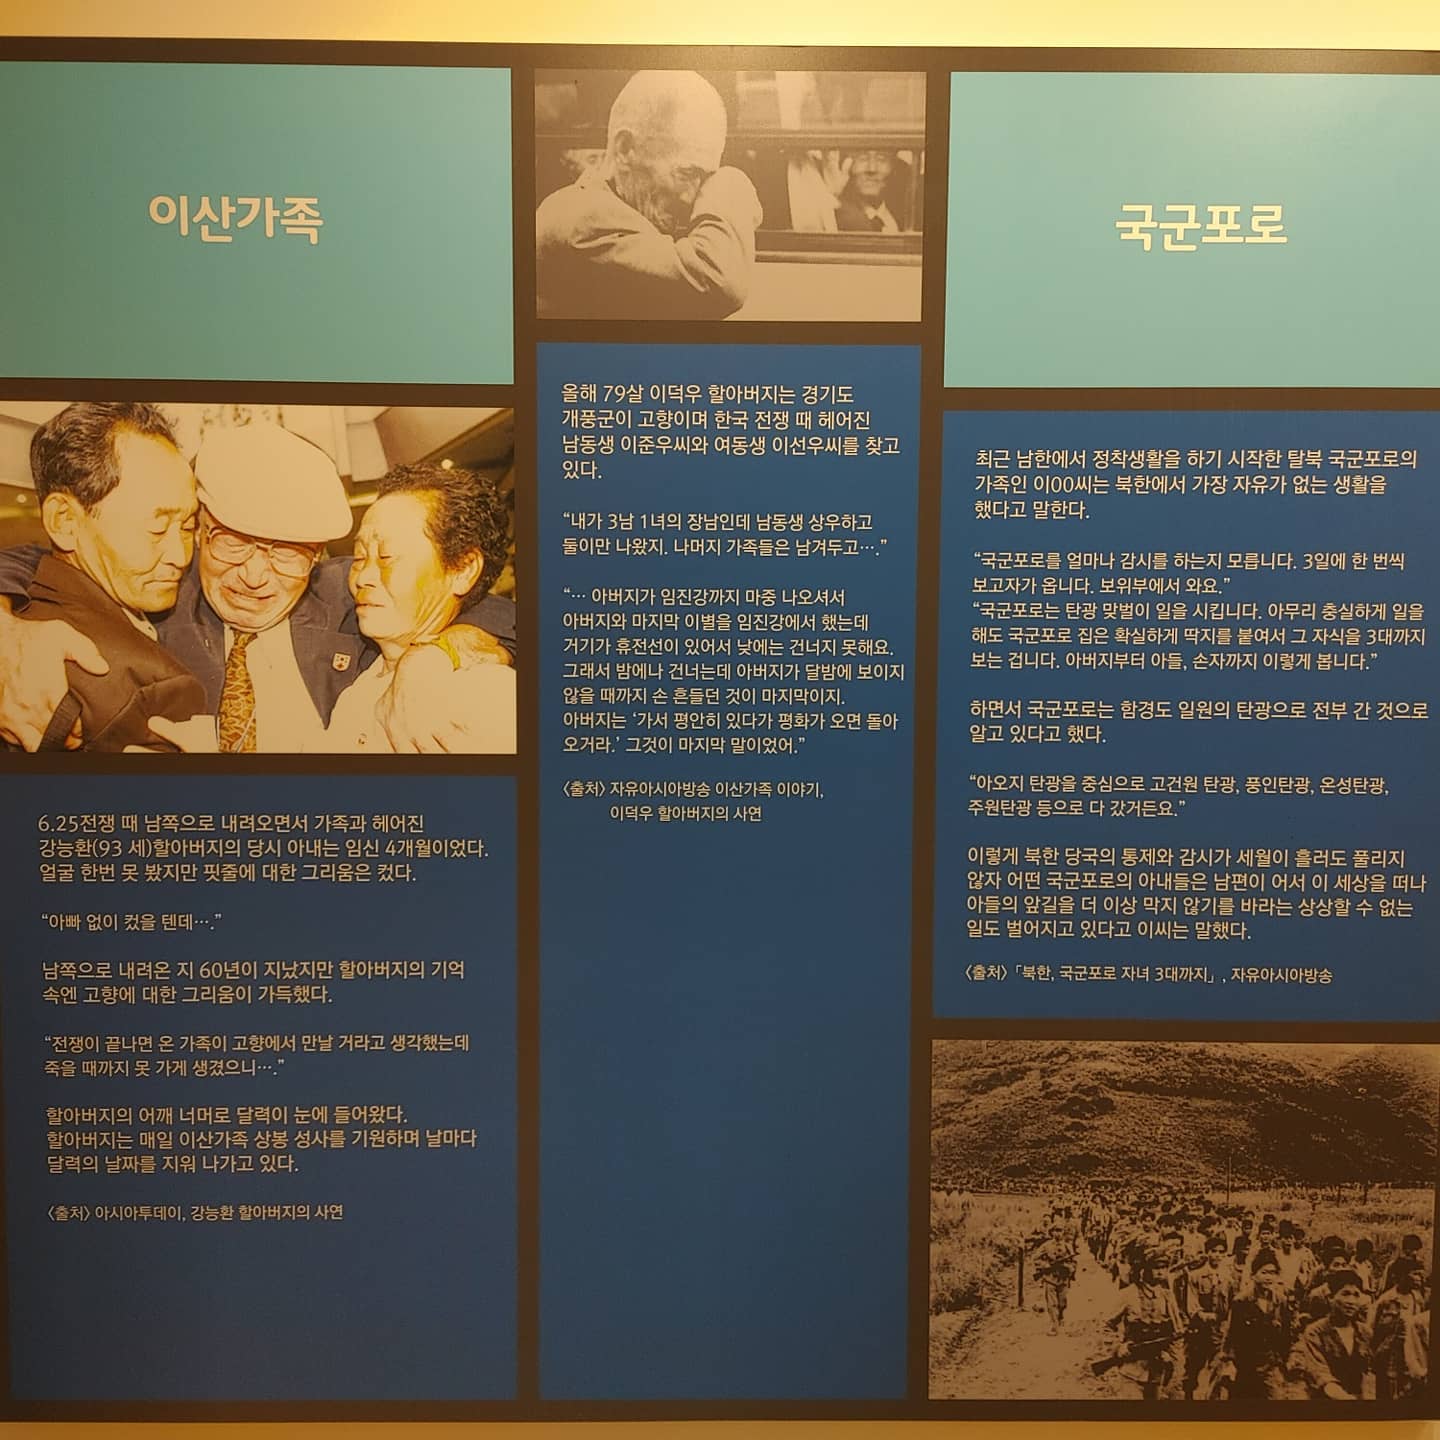 이산가족
6.25전쟁 때 남쪽으로 내려오면서 가족과 헤어진
강능환(93 세)할아버지의 당시 아내는 임신 4개월이었다.
얼굴 한번 못 봤지만 핏줄에 대한 그리움은 컸다.
“아빠 없이 컸을 텐데….”
남쪽으로 내려온 지 60년이 지났지만 할아버지의 기억
속엔 고향에 대한 그리움이 가득했다.
“전쟁이 끝나면 온 가족이 고향에서 만날 거라고 생각했는데
죽을 때까지 못 가게 생겼으니….”
할아버지의 어깨 너머로 달력이 눈에 들어왔다.
할아버지는 매일 이산가족 상봉 성사를 기원하며 날마다
달력의 날짜를 지워 나가고 있다.
〈출처〉 아시아투데이, 강능환 할아버지의 사연
올해 79살 이덕우 할아버지는 경기도
개풍군이 고향이며 한국 전쟁 때 헤어진
남동생 이준우씨와 여동생 이선우씨를 찾고
있다.
“내가 3남 1녀의 장남인데 남동생 상우하고
둘이만 나왔지. 나머지 가족들은 남겨두고….”
“… 아버지가 임진강까지 마중 나오셔서
아버지와 마지막 이별을 임진강에서 했는데
거기가 휴전선이 있어서 낮에는 건너지 못해요.
그래서 밤에나 건너는데 아버지가 달밤에 보이지
않을 때까지 손 흔들던 것이 마지막이지.
아버지는 ‘가서 평안히 있다가 평화가 오면 돌아
오거라.’ 그것이 마지막 말이었어.”
〈출처〉 자유아시아방송 이산가족 이야기,
이덕우 할아버지의 사연
국군포로
최근 남한에서 정착생활을 하기 시작한 탈북 국군포로의
가족인 이00씨는 북한에서 가장 자유가 없는 생활을
했다고 말한다.
“국군포로를 얼마나 감시를 하는지 모릅니다. 3일에 한 번씩
보고자가 옵니다. 보위부에서 와요.”
“국군포로는 탄광 맞벌이 일을 시킵니다. 아무리 충실하게 일을
해도 국군포로 집은 확실하게 딱지를 붙여서 그 자식을 3대까지
보는 겁니다. 아버지부터 아들, 손자까지 이렇게 봅니다.”
하면서 국군포로는 함경도 일원의 탄광으로 전부 간 것으로
알고 있다고 했다.
“아오지 탄광을 중심으로 고건원 탄광, 풍인탄광, 온성탄광,
주원탄광 등으로 다 갔거든요.”
이렇게 북한 당국의 통제와 감시가 세월이 흘러도 풀리지
않자 어떤 국군포로의 아내들은 남편이 어서 이 세상을 떠나
아들의 앞길을 더 이상 막지 않기를 바라는 상상할 수 없는
일도 벌어지고 있다고 이씨는 말했다.
〈출처〉「북한, 국군포로 자녀 3대까지」, 자유아시아방송